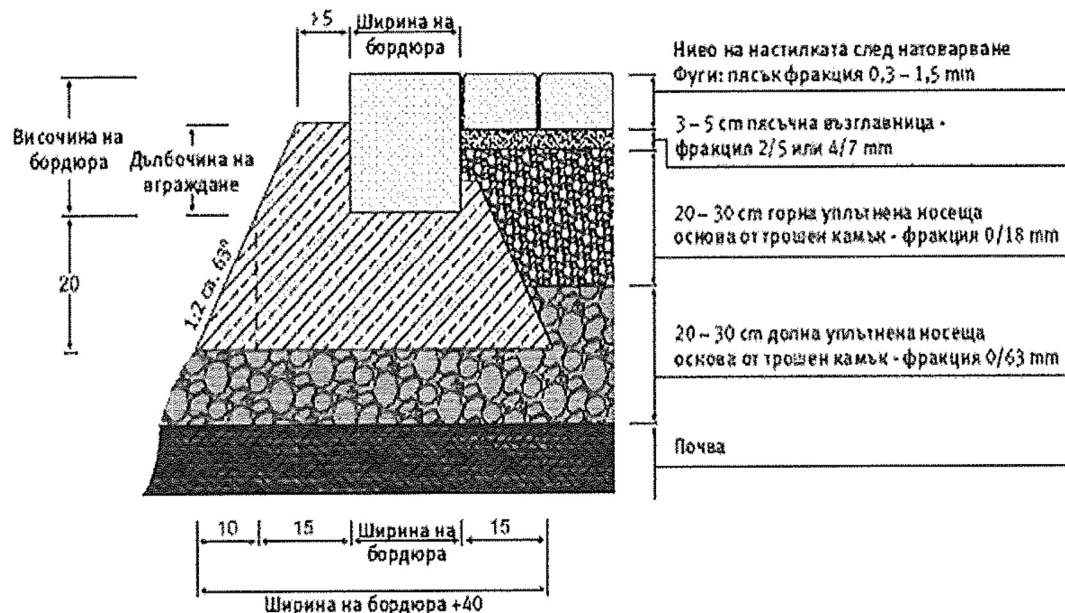 ≥5
Ширина на
бордюра
Височина на
бордюра
Дълбочина на
вграждане
20
1:2 св. 63°
Ниво на настилката след натоварване
Фуги: пясък фракция 0,3 – 1,5 mm
3 – 5 cm пясъчна възглавница -
фракция 2/5 или 4/7 mm
20 – 30 cm горна уплътнена носеща
основа от трошен камък - фракция 0/18 mm
20 – 30 cm долна уплътнена носеща
оскова от трошен камък - фракция 0/63 mm
Почва
10
15
Ширина на
бордюра
15
Ширина на бордюра +40